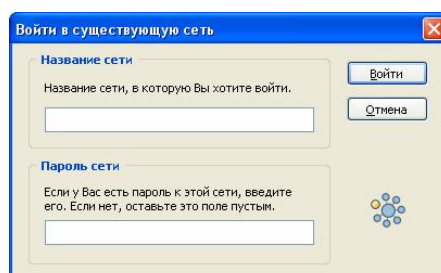 Войти в существующую сеть
Название сети
Войти
Название сети, в которую Вы хотите войти.
Отмена
Пароль сети
Если у Вас есть пароль к этой сети, введите
его. Если нет, оставьте это поле пустым.